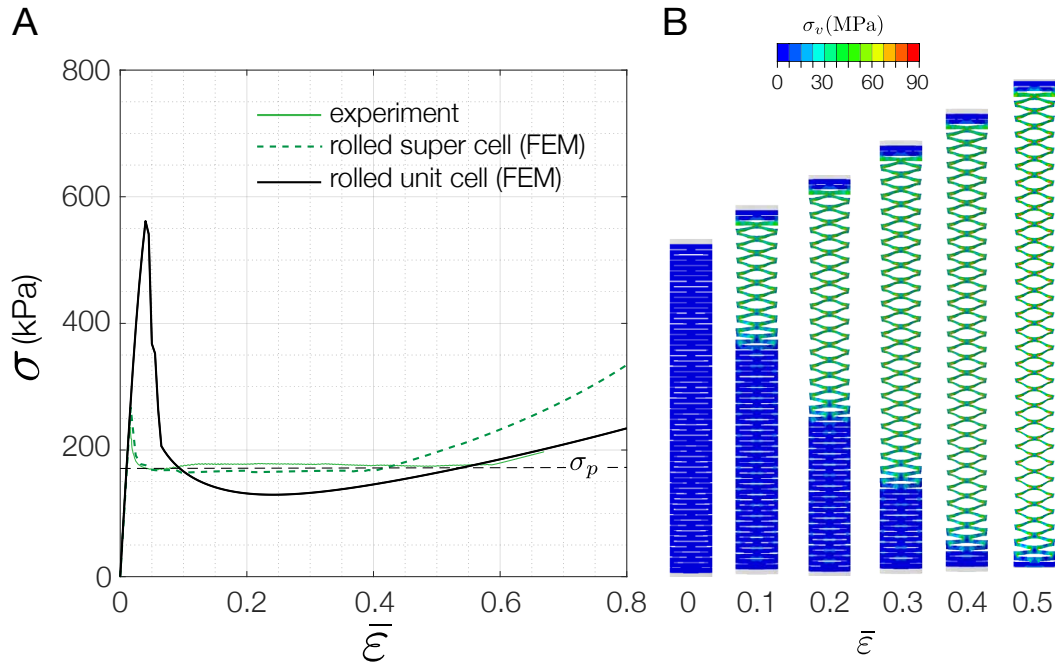 A
B
σ_v(MPa)
0 30 60 90
800
600
400
200
0
σ (kPa)
experiment
rolled super cell (FEM)
rolled unit cell (FEM)
σ_p
0 0.2 0.4 0.6 0.8
ε̄
0 0.1 0.2 0.3 0.4 0.5
ε̄